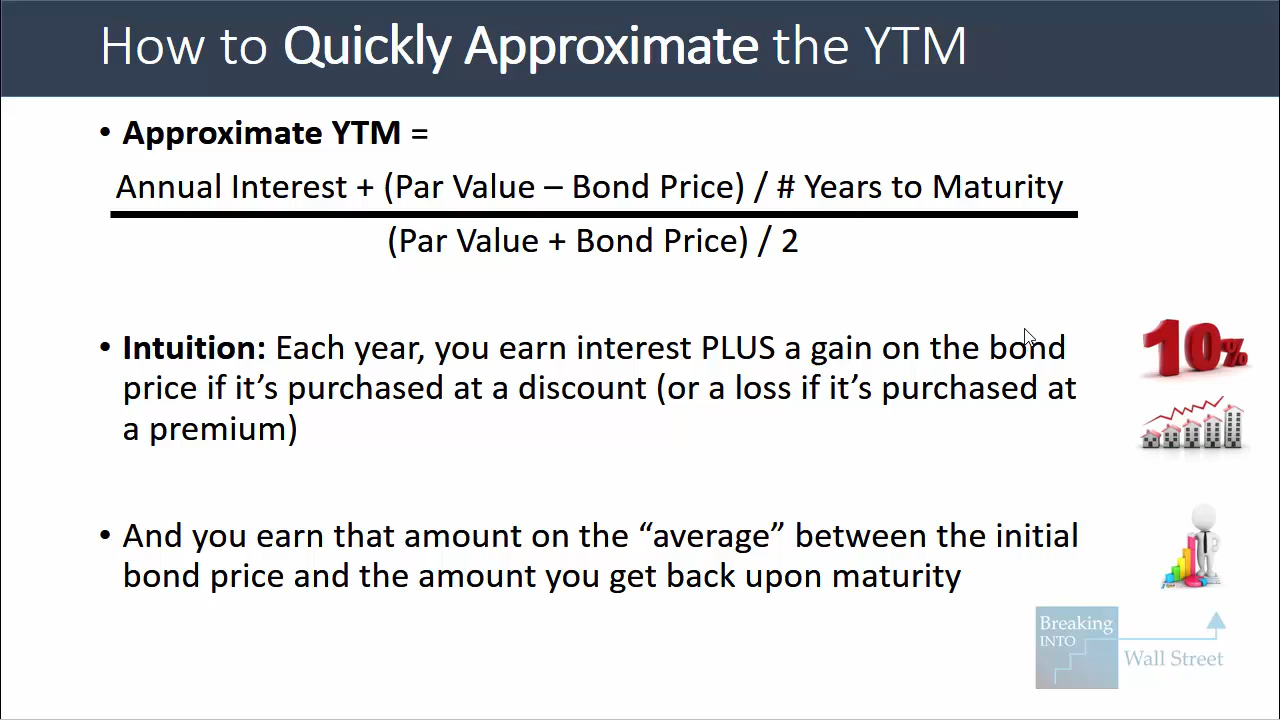 How to Quickly Approximate the YTM
• Approximate YTM =
Annual Interest + (Par Value – Bond Price) / # Years to Maturity
(Par Value + Bond Price) / 2
• Intuition: Each year, you earn interest PLUS a gain on the bond
price if it’s purchased at a discount (or a loss if it’s purchased at
a premium)
10%
• And you earn that amount on the “average” between the initial
bond price and the amount you get back upon maturity
Breaking
INTO
Wall Street